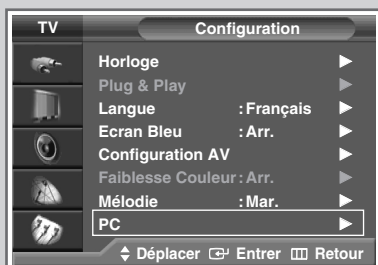 TV
Configuration
Horloge
Plug & Play
Langue :Français
Ecran Bleu :Arr.
Configuration AV
Faiblesse Couleur :Arr.
Mélodie :Mar.
PC
Déplacer Entrer Retour